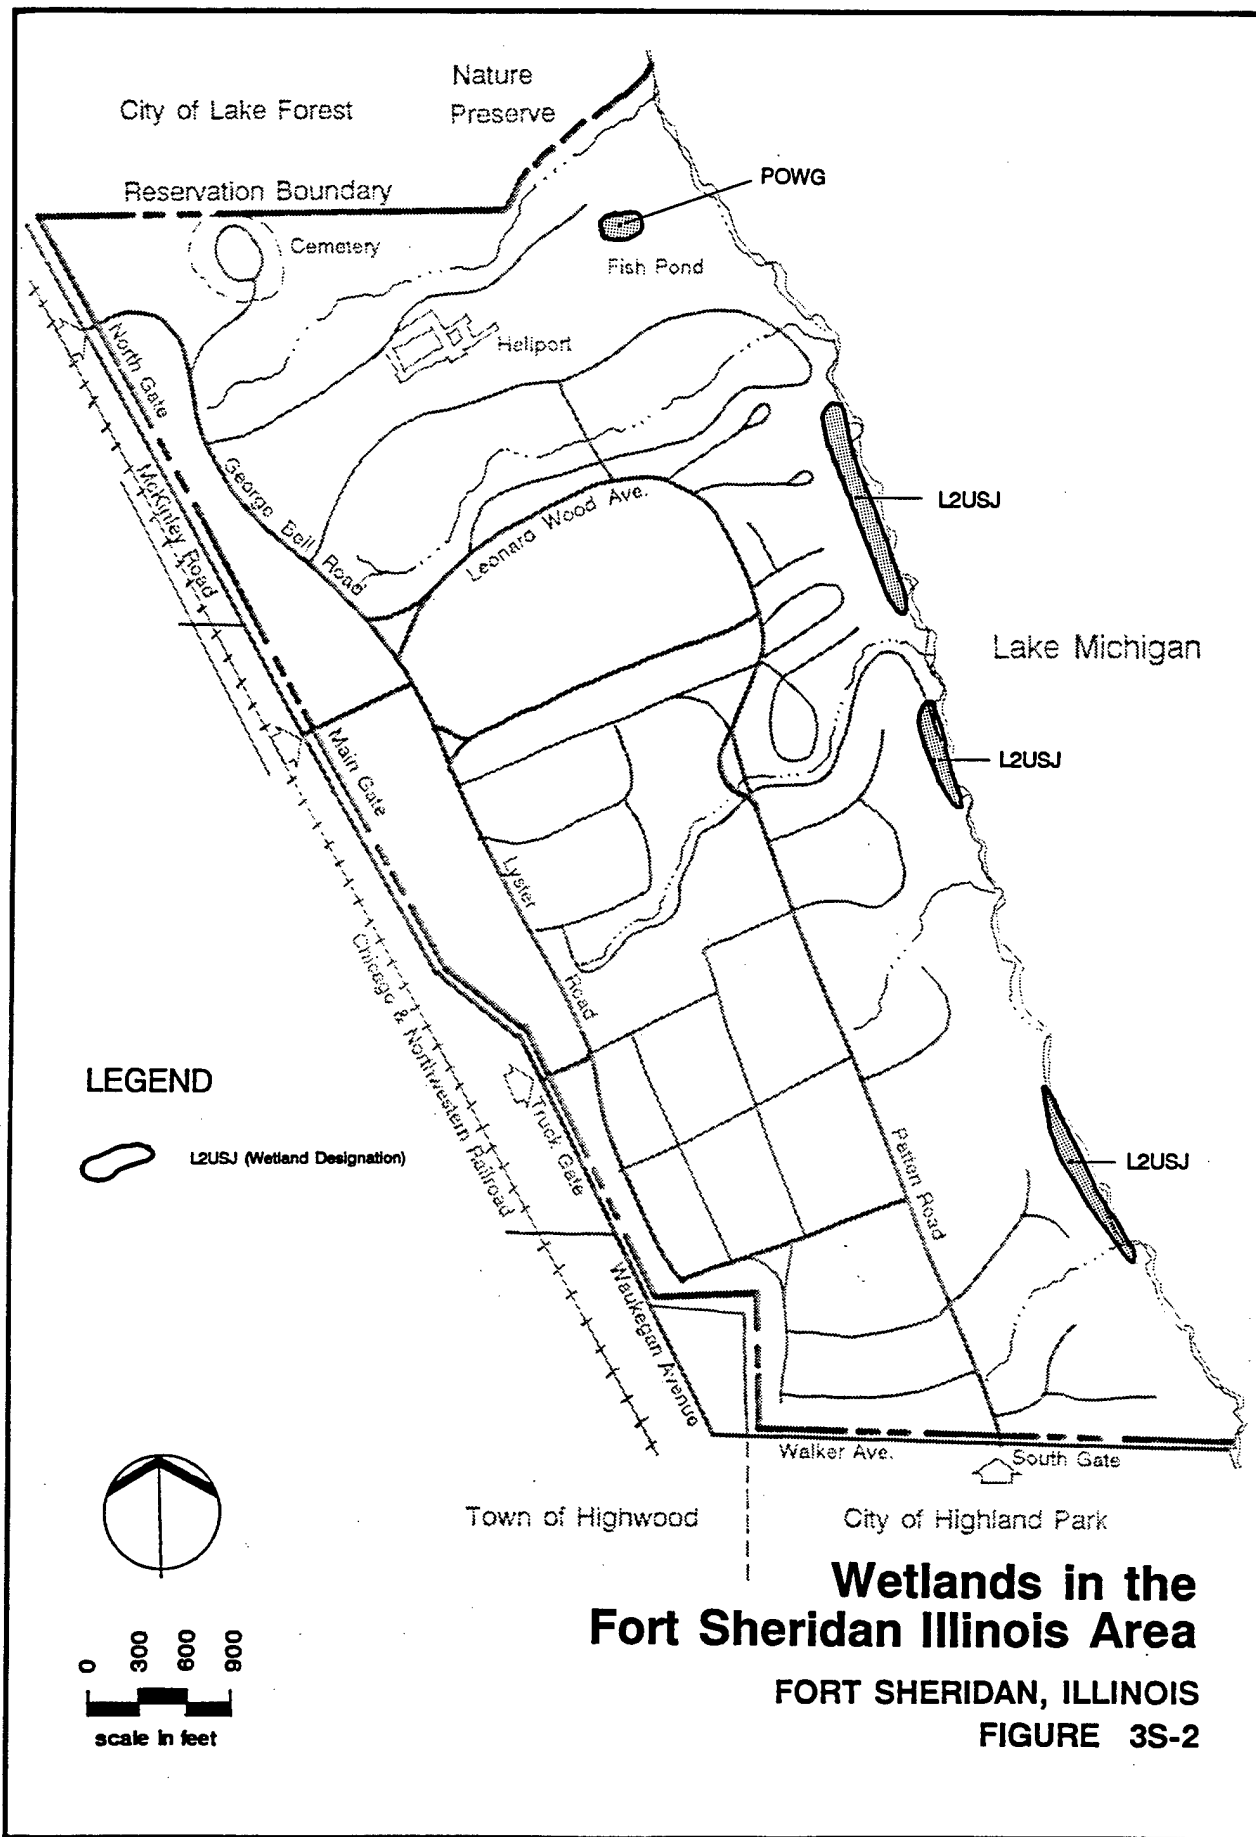 Nature
Preserve
City of Lake Forest
Reservation Boundary
POWG
Cemetery
Fish Pond
North Gate
Heliport
McKinley Road
George Bell Road
Leonard Wood Ave.
L2USJ
Lake Michigan
Main Gate
L2USJ
Lyster Road
Chicago & Northwestern Railroad
LEGEND
L2USJ (Wetland Designation)
Truck Gate
Patton Road
L2USJ
Waukegan Avenue
Walker Ave.
South Gate
Town of Highwood
City of Highland Park
Wetlands in the
Fort Sheridan Illinois Area
FORT SHERIDAN, ILLINOIS
FIGURE 3S-2
0 300 600 900
scale in feet